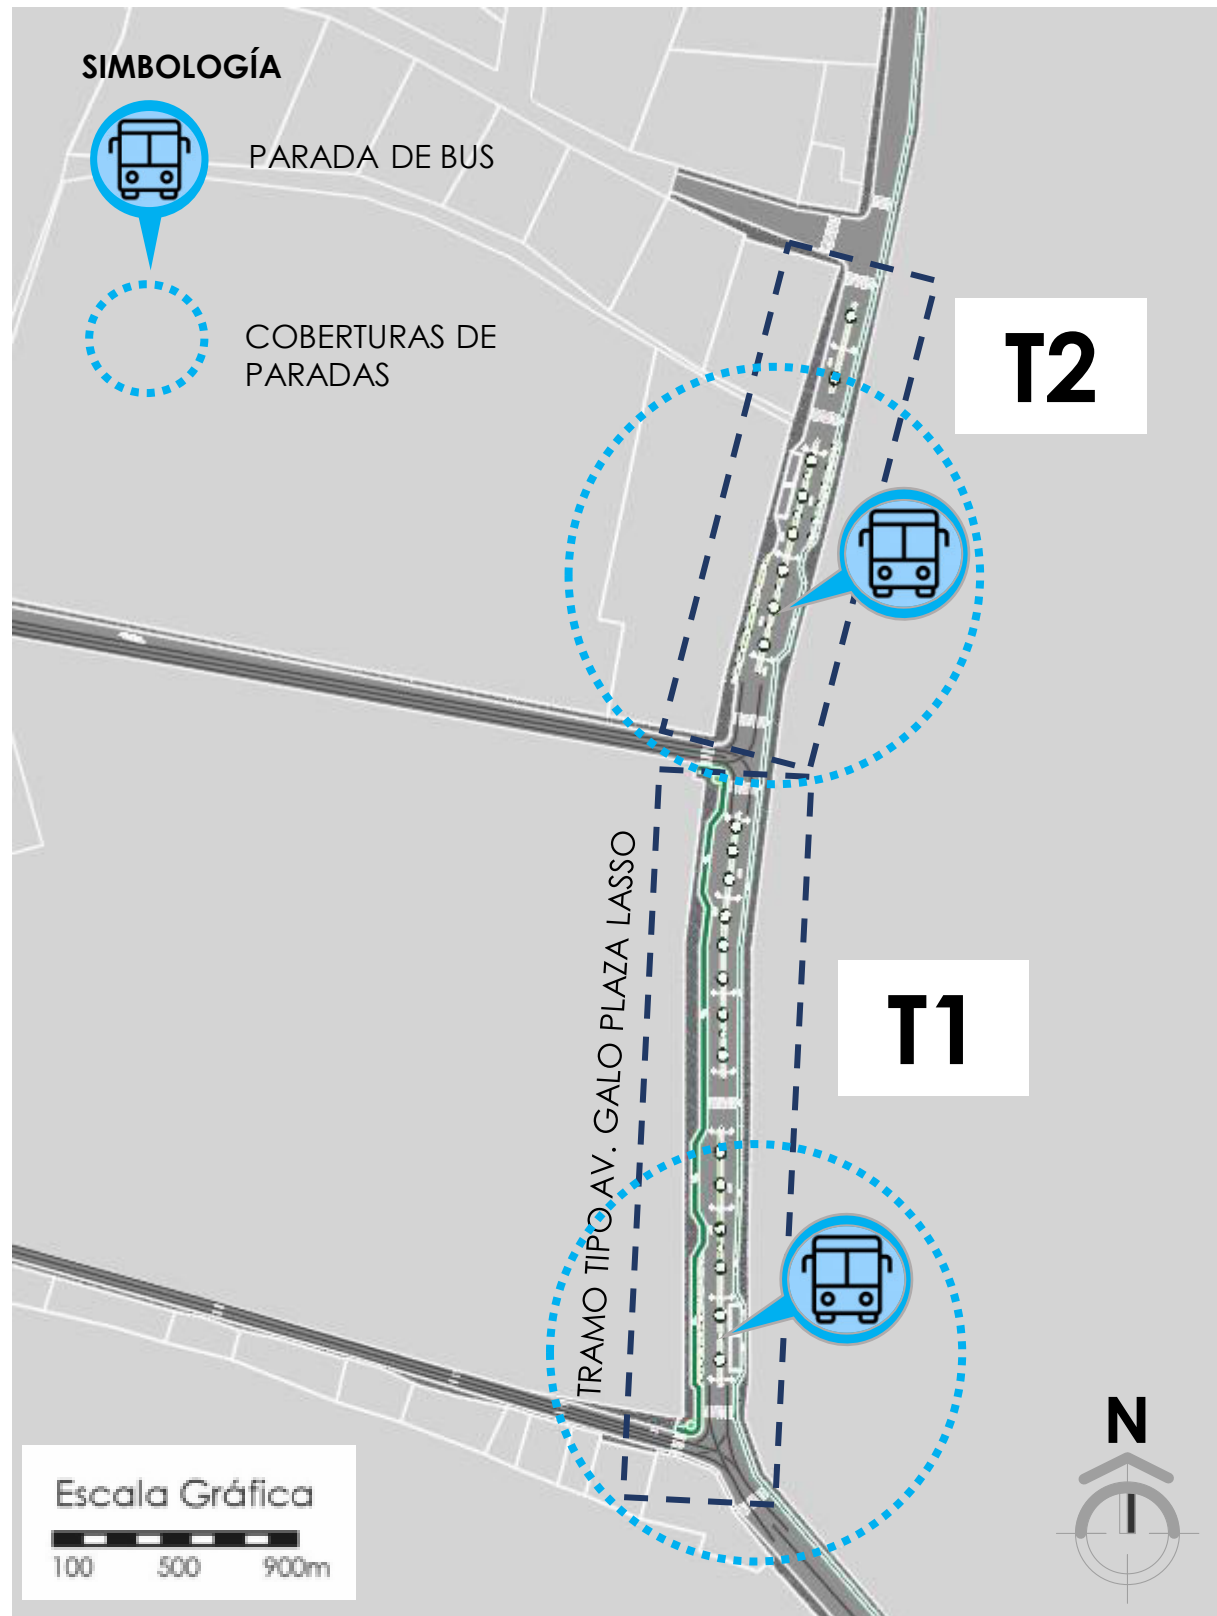 SIMBOLOGÍA
PARADA DE BUS
COBERTURAS DE
PARADAS
T2
TRAMO TIPO AV. GALO PLAZA LASSO
T1
N
Escala Gráfica
100 500 900m